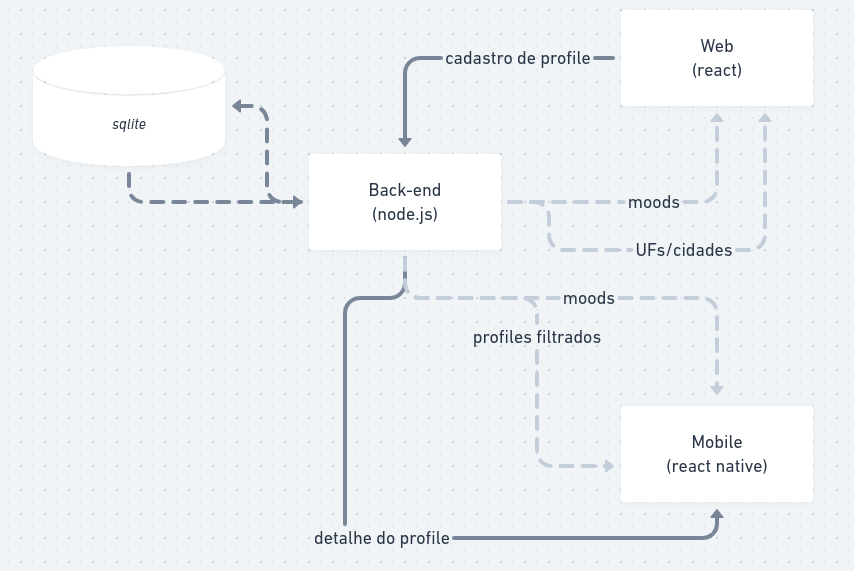 Web
(react)
cadastro de profile
sqlite
Back-end
(node.js)
moods
UFs/cidades
moods
profiles filtrados
Mobile
(react native)
detalhe do profile